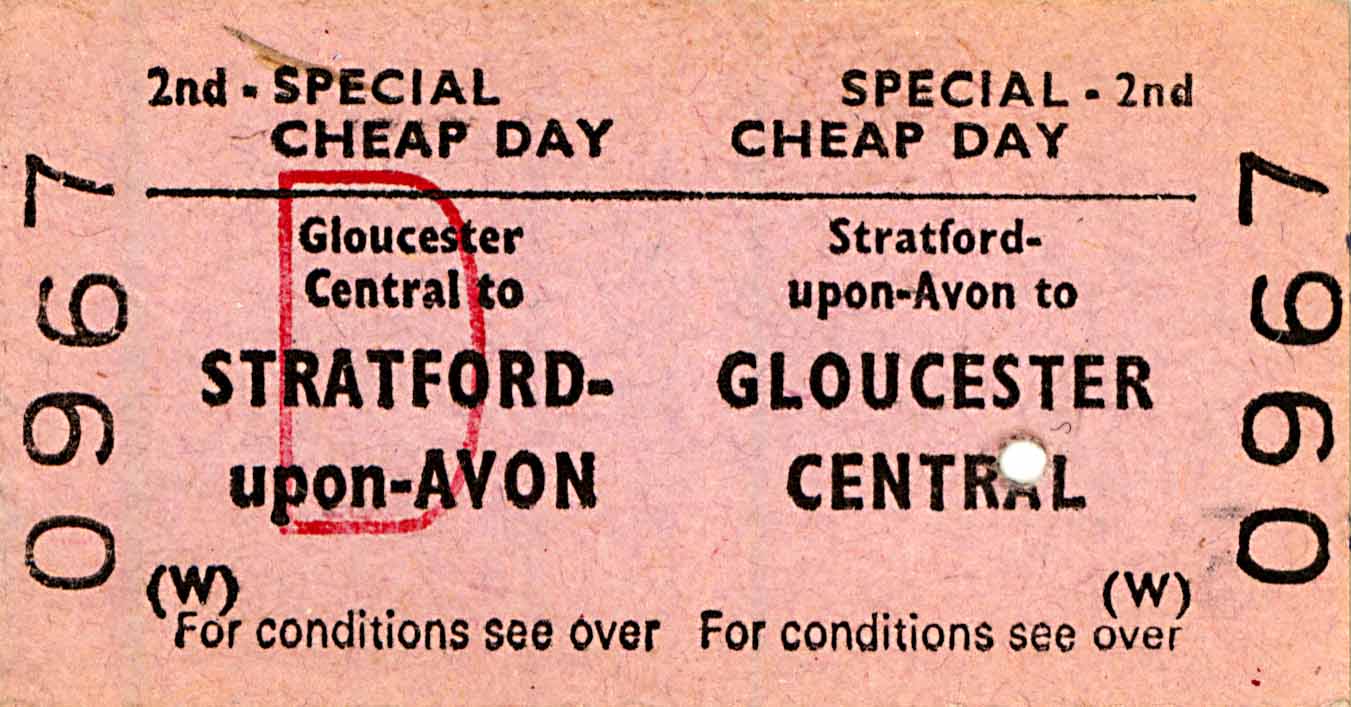 2nd - SPECIAL
CHEAP DAY
Gloucester
Central to
STRATFORD-
upon-AVON
(W)
For conditions see over
SPECIAL - 2nd
CHEAP DAY
Stratford-
upon-Avon to
GLOUCESTER
CENTRAL
(W)
For conditions see over
D
0967
0967